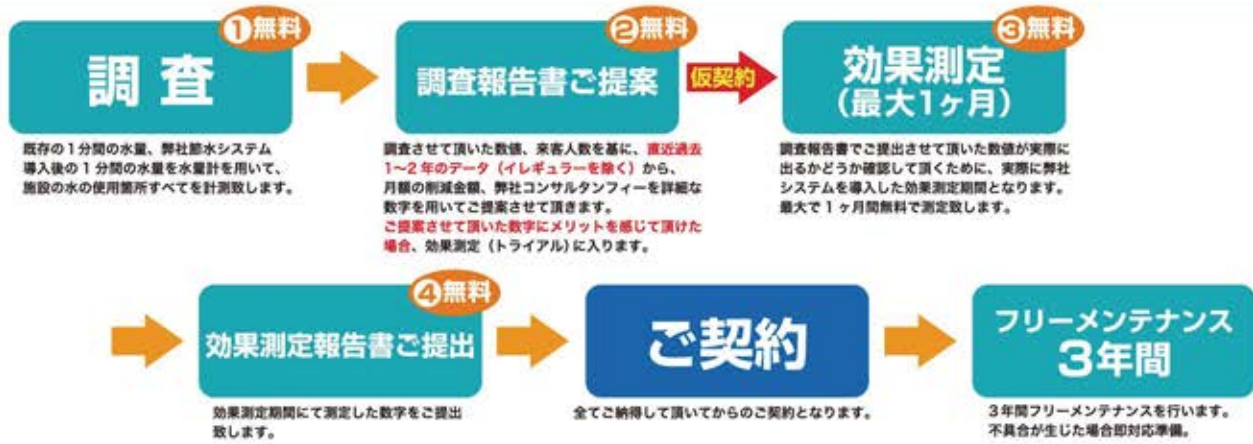 ①無料
調 査
既存の1分間の水量、弊社節水システム
導入後の1分間の水量を水量計を用いて、
施設の水の使用箇所すべてを計測致します。
②無料
調査報告書ご提案
調査させて頂いた数値、来客人数を基に、直近過去
1〜2年のデータ（イレギュラーを除く）から、
月額の削減金額、弊社コンサルタンフィーを詳細な
数字を用いてご提案させて頂きます。
ご提案させて頂いた数字にメリットを感じて頂けた
場合、効果測定（トライアル）に入ります。
仮契約
③無料
効果測定
（最大1ヶ月）
調査報告書でご提出させて頂いた数値が実際に
出るかどうか確認して頂くために、実際に弊社
システムを導入した効果測定期間となります。
最大で1ヶ月間無料で測定致します。
④無料
効果測定報告書ご提出
効果測定期間にて測定した数字をご提出
致します。
ご契約
全てご納得して頂いてからのご契約となります。
フリーメンテナンス
3年間
3年間フリーメンテナンスを行います。
不具合が生じた場合即対応準備。